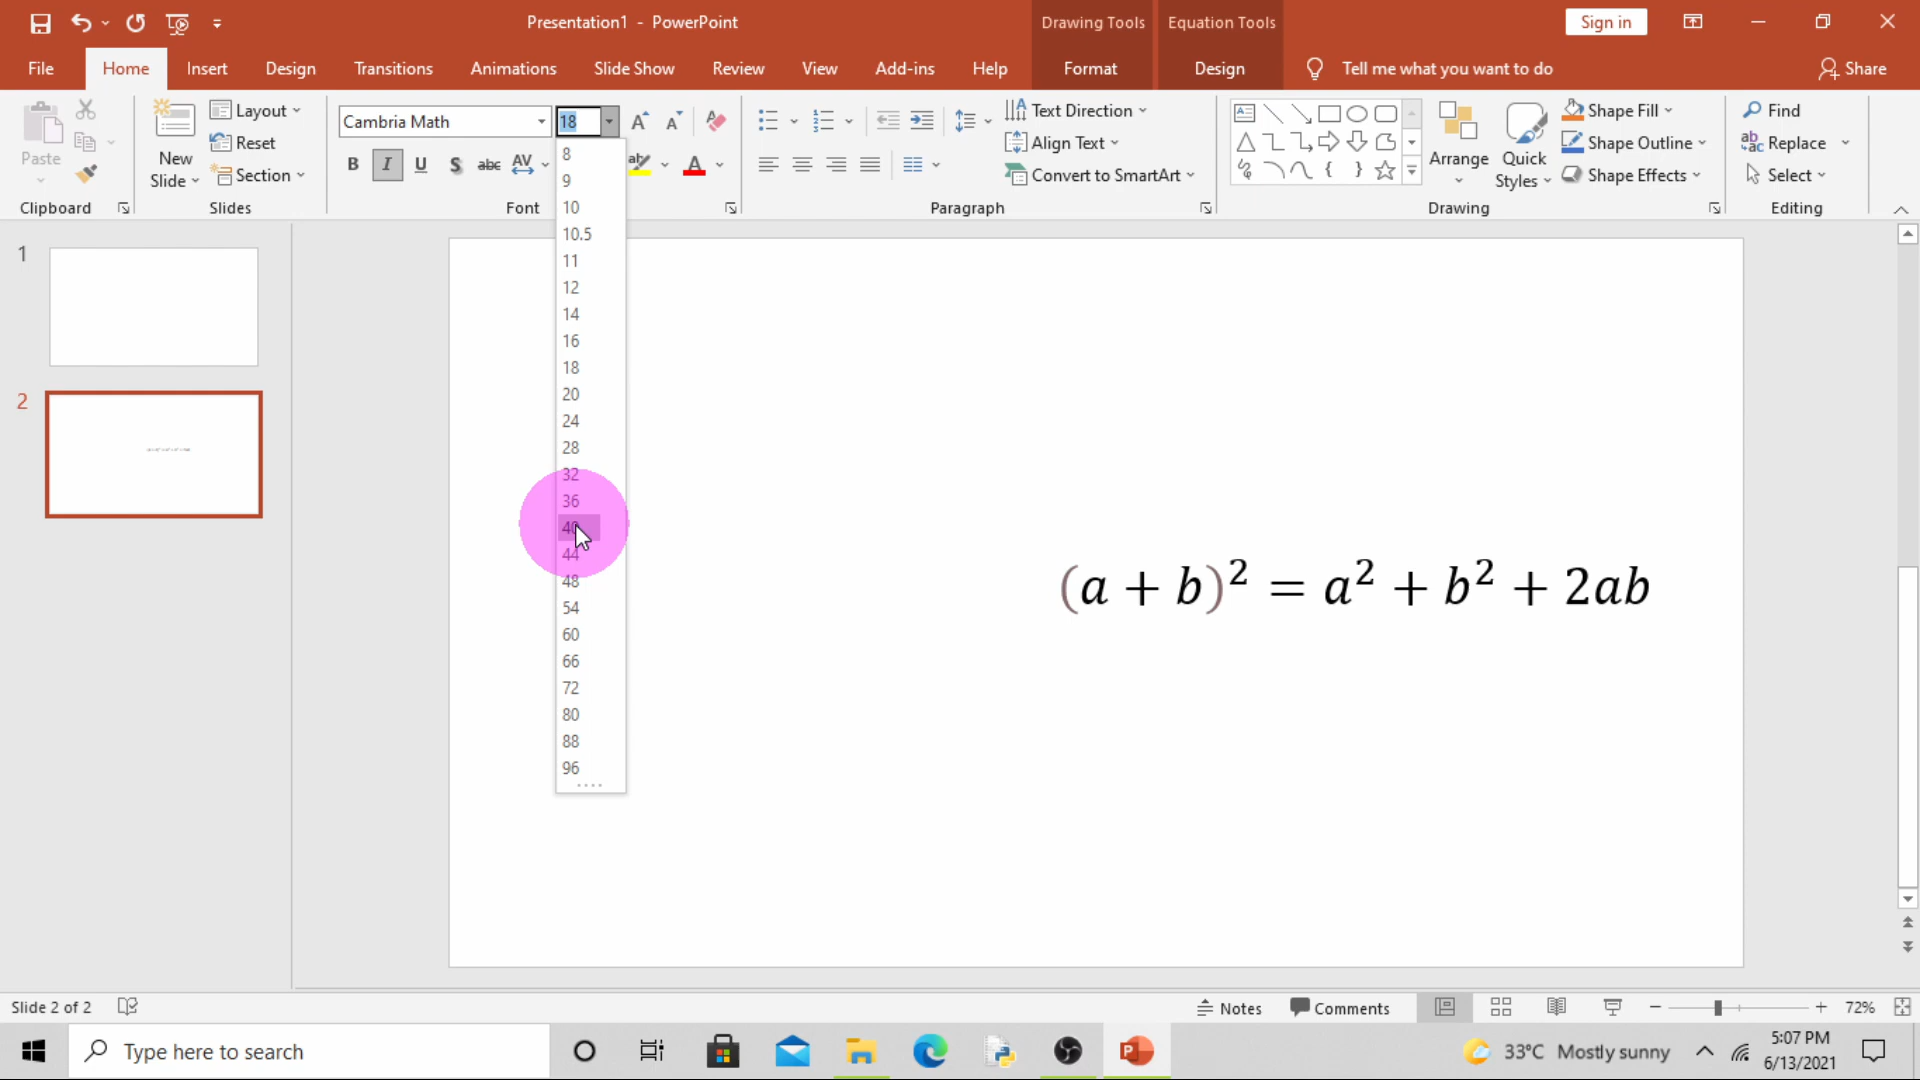 Presentation1 - PowerPoint
Drawing Tools
Equation Tools
Sign in
File
Home
Insert
Design
Transitions
Animations
Slide Show
Review
View
Add-ins
Help
Format
Design
Tell me what you want to do
Share
Paste
Clipboard
New
Slide
Layout
Reset
Section
Slides
Cambria Math
18
B I U S abc AV
A
Font
Text Direction
Align Text
Convert to SmartArt
Paragraph
Arrange
Quick
Styles
Shape Fill
Shape Outline
Shape Effects
Drawing
Find
Replace
Select
Editing
8
9
10
10.5
11
12
14
16
18
20
24
28
32
36
40
44
48
54
60
66
72
80
88
96
1
2
(a + b)² = a² + b² + 2ab
Slide 2 of 2
Notes
Comments
72%
Type here to search
33°C Mostly sunny
5:07 PM
6/13/2021